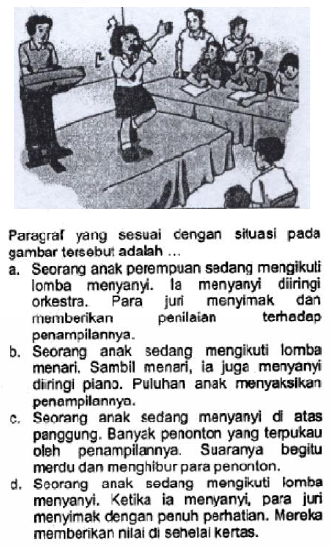 Paragraf yang sesuai dengan situasi pada
gambar tersebut adalah ...
a. Seorang anak perempuan sedang mengikuti
lomba menyanyi. Ia menyanyi diiringi
orkestra. Para juri menyimak dan
memberikan penilaian terhadap
penampilannya.
b. Seorang anak sedang mengikuti lomba
menari. Sambil menari, ia juga menyanyi
diiringi piano. Puluhan anak menyaksikan
penampilannya.
c. Seorang anak sedang menyanyi di atas
panggung. Banyak penonton yang terpukau
oleh penampilannya. Suaranya begitu
merdu dan menghibur para penonton.
d. Seorang anak sedang mengikuti lomba
menyanyi. Ketika ia menyanyi, para juri
menyimak dengan penuh perhatian. Mereka
memberikan nilai di sehelai kertas.